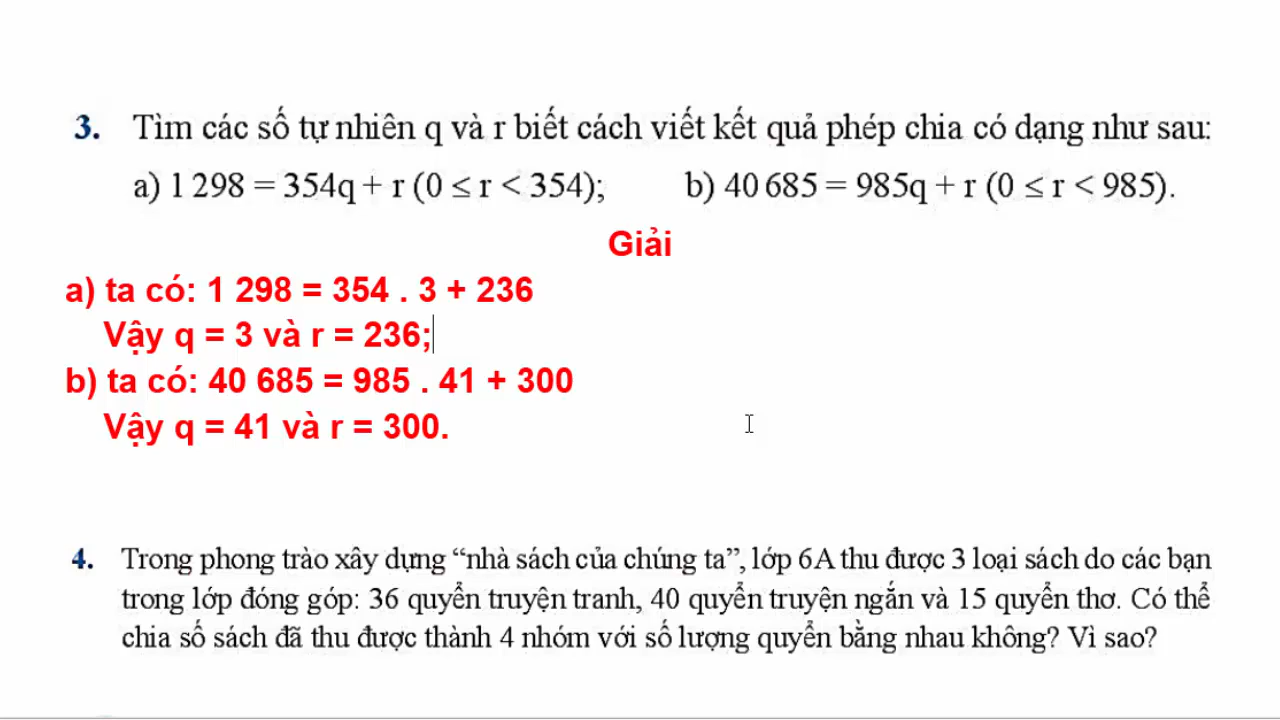 3. Tìm các số tự nhiên q và r biết cách viết kết quả phép chia có dạng như sau:
a) 1 298 = 354q + r (0 ≤ r < 354); b) 40 685 = 985q + r (0 ≤ r < 985).
Giải
a) ta có: 1 298 = 354 . 3 + 236
Vậy q = 3 và r = 236;
b) ta có: 40 685 = 985 . 41 + 300
Vậy q = 41 và r = 300.
4. Trong phong trào xây dựng “nhà sách của chúng ta”, lớp 6A thu được 3 loại sách do các bạn
trong lớp đóng góp: 36 quyển truyện tranh, 40 quyển truyện ngắn và 15 quyển thơ. Có thể
chia số sách đã thu được thành 4 nhóm với số lượng quyển bằng nhau không? Vì sao?